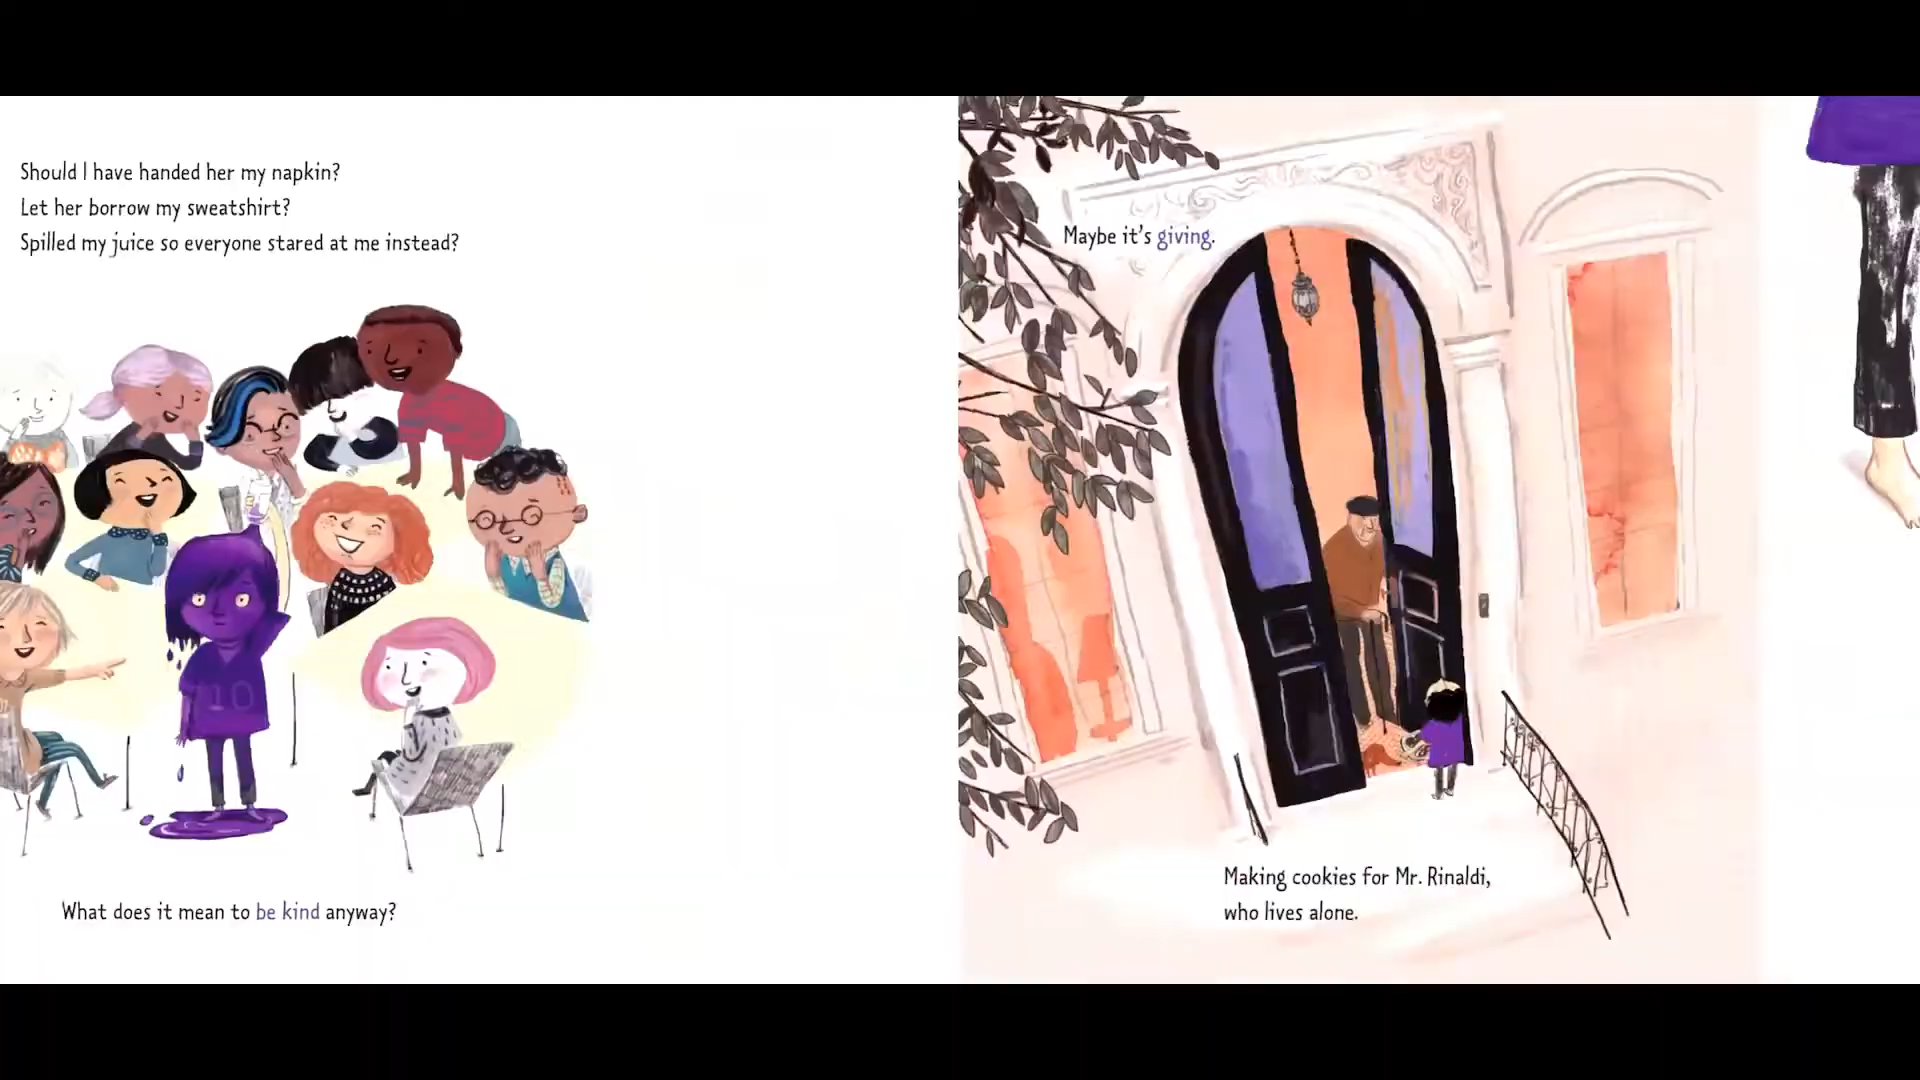 Should I have handed her my napkin?
Let her borrow my sweatshirt?
Spilled my juice so everyone stared at me instead?
10
What does it mean to be kind anyway?
Maybe it's giving.
Making cookies for Mr. Rinaldi,
who lives alone.